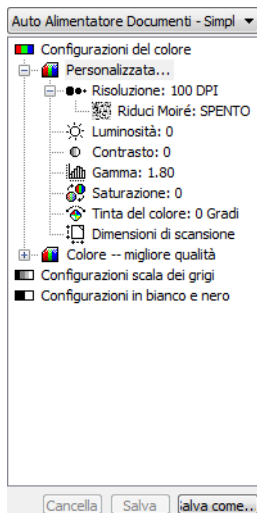 Auto Alimentatore Documenti - Simpl
Configurazioni del colore
Personalizzata...
Risoluzione: 100 DPI
Riduci Moiré: SPENTO
Luminosità: 0
Contrasto: 0
Gamma: 1.80
Saturazione: 0
Tinta del colore: 0 Gradi
Dimensioni di scansione
Colore -- migliore qualità
Configurazioni scala dei grigi
Configurazioni in bianco e nero
Cancella Salva alva come..